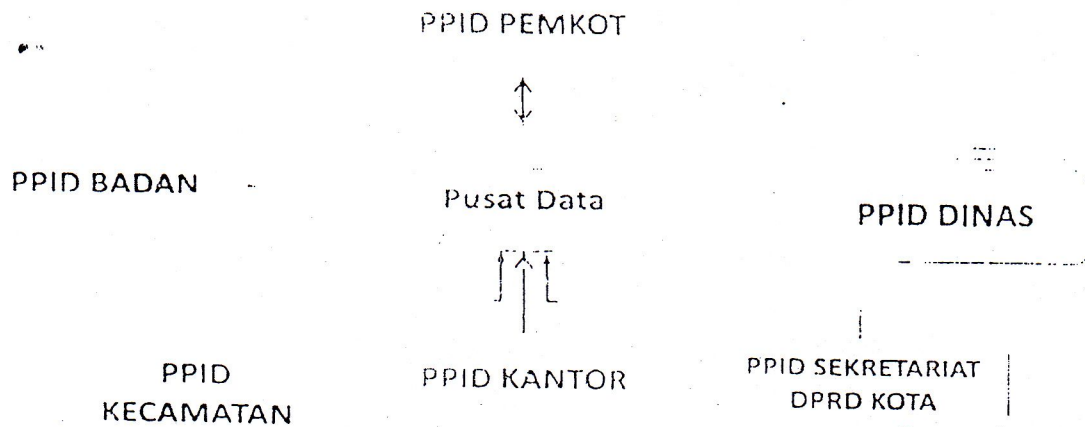 PPID PEMKOT
PPID BADAN
Pusat Data
PPID DINAS
PPID
KECAMATAN
PPID KANTOR
PPID SEKRETARIAT
DPRD KOTA